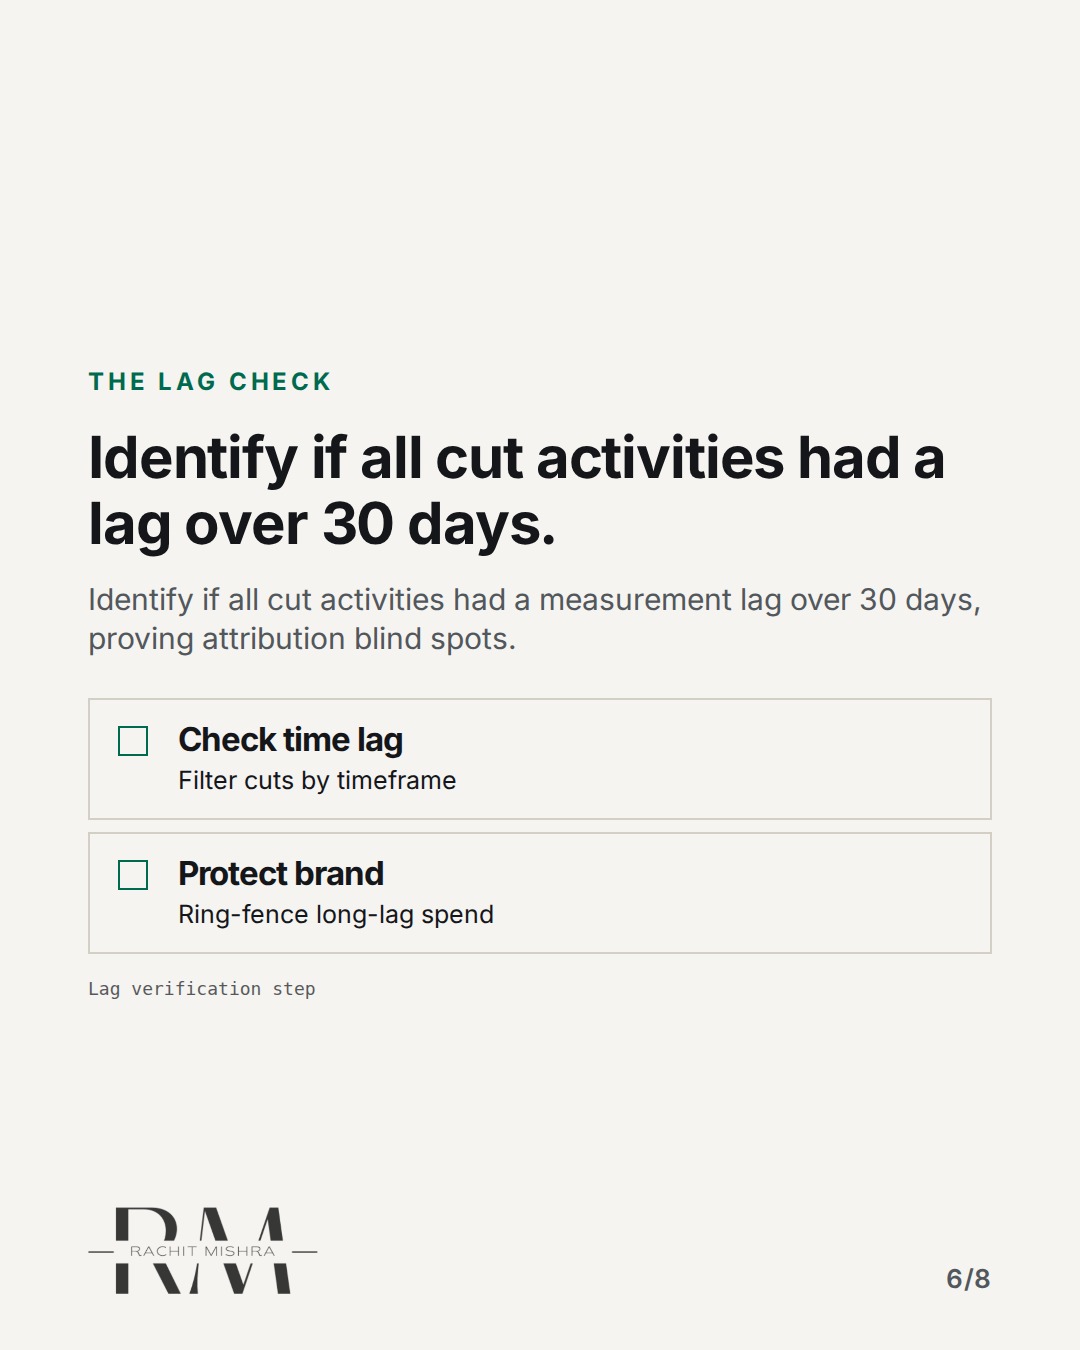 THE LAG CHECK
Identify if all cut activities had a
lag over 30 days.
Identify if all cut activities had a measurement lag over 30 days,
proving attribution blind spots.
Check time lag
Filter cuts by timeframe
Protect brand
Ring-fence long-lag spend
Lag verification step
RM
RACHIT MISHRA
6/8